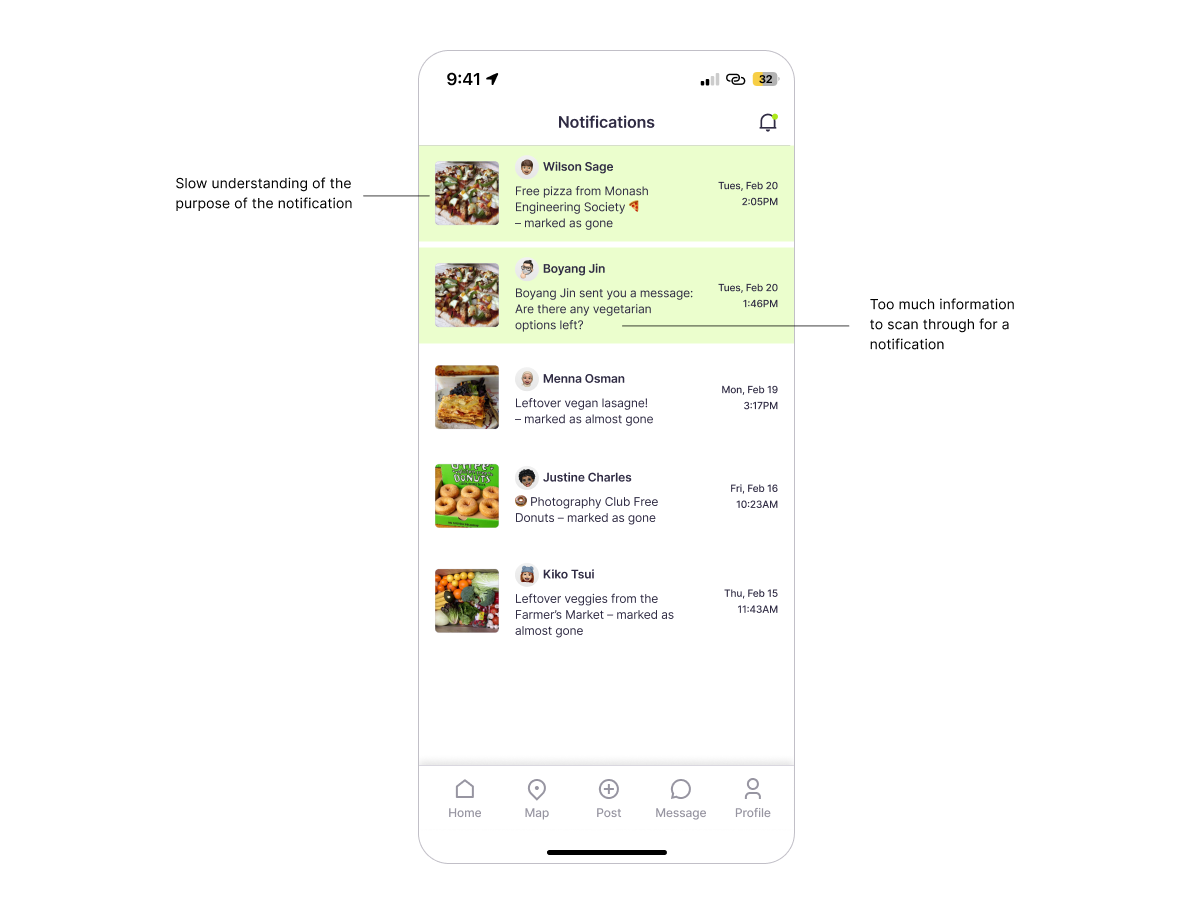 9:41
32
Notifications
Slow understanding of the
purpose of the notification
Wilson Sage
Free pizza from Monash
Engineering Society 🍕
– marked as gone
Tues, Feb 20
2:05PM
Boyang Jin
Boyang Jin sent you a message:
Are there any vegetarian
options left?
Tues, Feb 20
1:46PM
Too much information
to scan through for a
notification
Menna Osman
Leftover vegan lasagne!
– marked as almost gone
Mon, Feb 19
3:17PM
DONUTS
Justine Charles
🍩 Photography Club Free
Donuts – marked as gone
Fri, Feb 16
10:23AM
Kiko Tsui
Leftover veggies from the
Farmer’s Market – marked as
almost gone
Thu, Feb 15
11:43AM
Home
Map
Post
Message
Profile